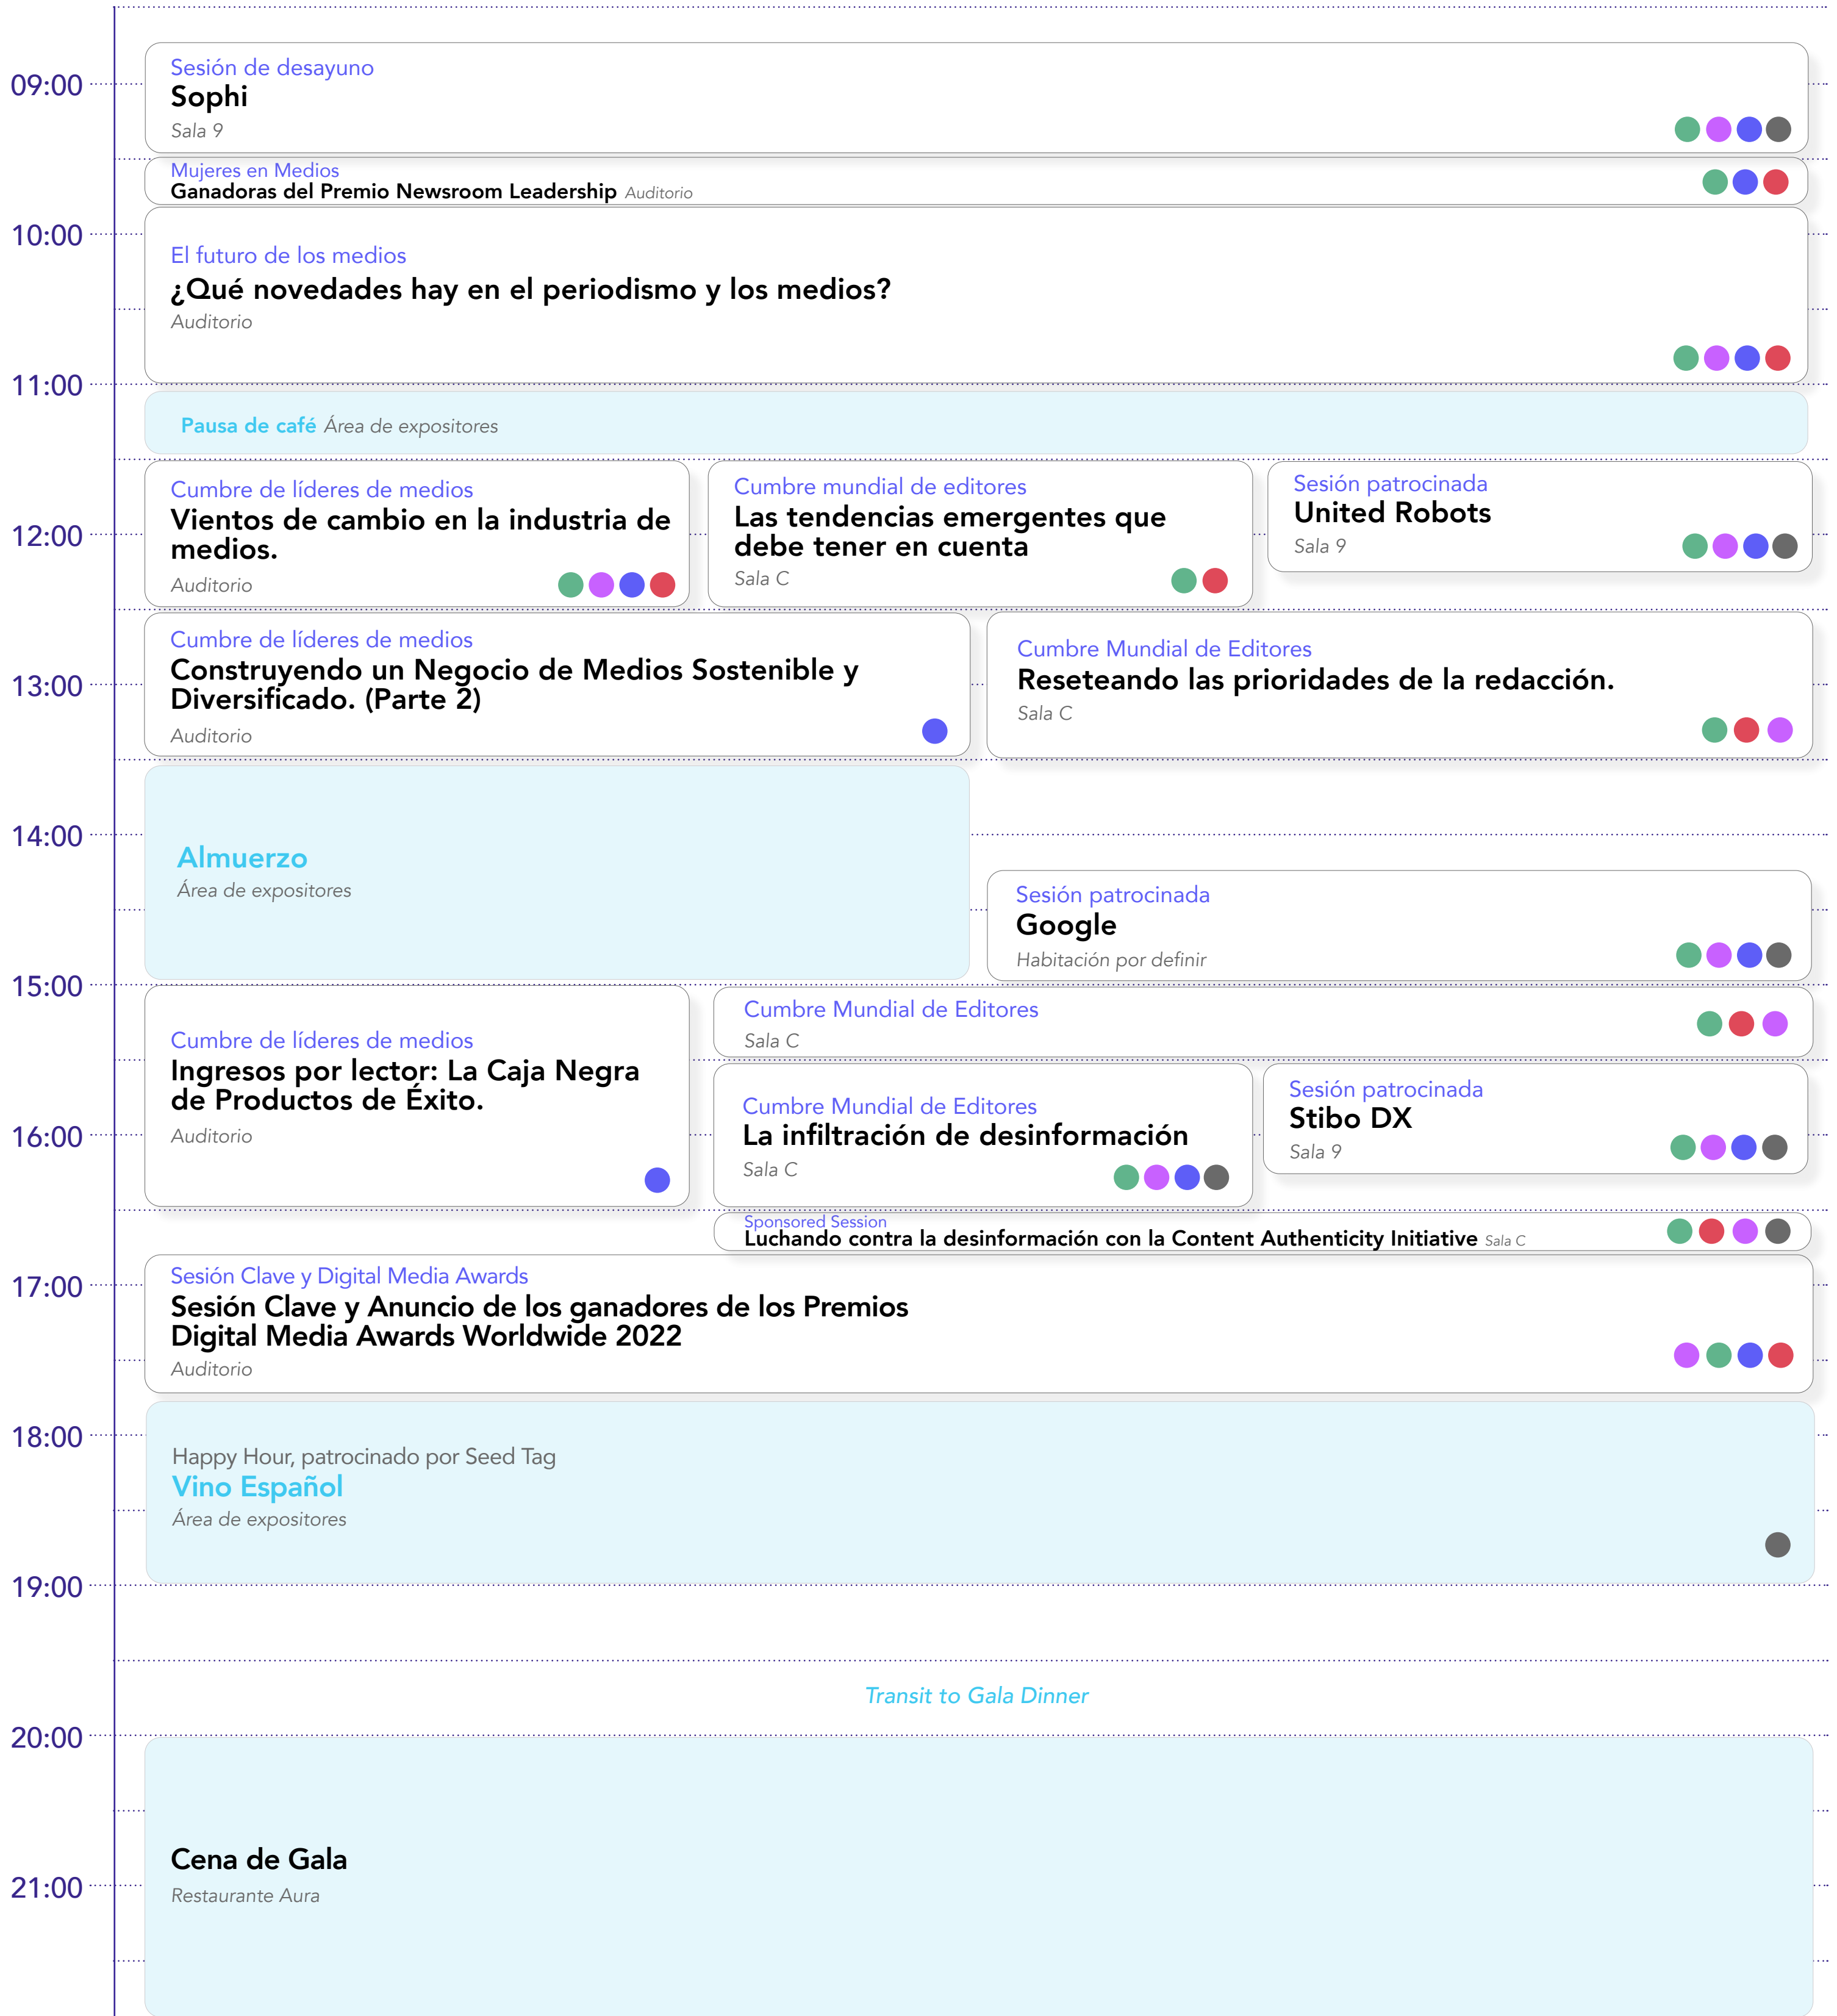 09:00
Sesión de desayuno
Sophi
Sala 9
Mujeres en Medios
Ganadoras del Premio Newsroom Leadership Auditorio
10:00
El futuro de los medios
¿Qué novedades hay en el periodismo y los medios?
Auditorio
11:00
Pausa de café Área de expositores
Cumbre de líderes de medios
Vientos de cambio en la industria de
medios.
Auditorio
Cumbre mundial de editores
Las tendencias emergentes que
debe tener en cuenta
Sala C
Sesión patrocinada
United Robots
Sala 9
12:00
Cumbre de líderes de medios
Construyendo un Negocio de Medios Sostenible y
Diversificado. (Parte 2)
Auditorio
Cumbre Mundial de Editores
Reseteando las prioridades de la redacción.
Sala C
13:00
14:00
Almuerzo
Área de expositores
Sesión patrocinada
Google
Habitación por definir
15:00
Cumbre de líderes de medios
Ingresos por lector: La Caja Negra
de Productos de Éxito.
Auditorio
Cumbre Mundial de Editores
Sala C
Cumbre Mundial de Editores
La infiltración de desinformación
Sala C
Sesión patrocinada
Stibo DX
Sala 9
16:00
Sponsored Session
Luchando contra la desinformación con la Content Authenticity Initiative Sala C
17:00
Sesión Clave y Digital Media Awards
Sesión Clave y Anuncio de los ganadores de los Premios
Digital Media Awards Worldwide 2022
Auditorio
18:00
Happy Hour, patrocinado por Seed Tag
Vino Español
Área de expositores
19:00
Transit to Gala Dinner
20:00
Cena de Gala
Restaurante Aura
21:00